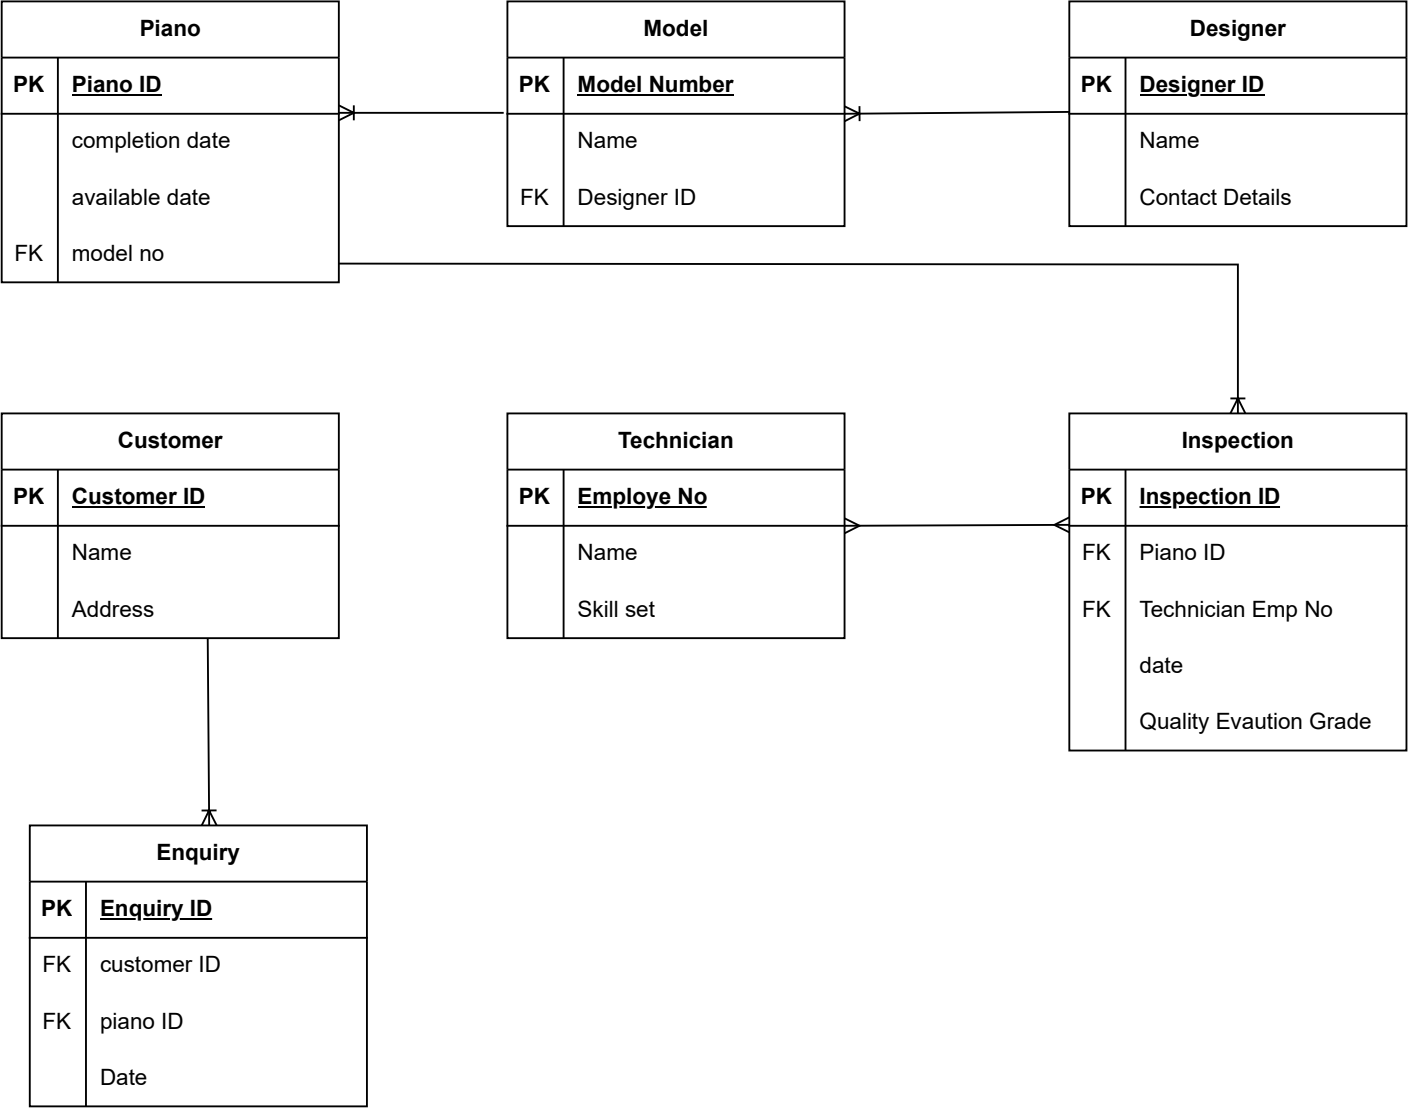 Piano
PK Piano ID
completion date
available date
FK model no
Model
PK Model Number
Name
FK Designer ID
Designer
PK Designer ID
Name
Contact Details
Customer
PK Customer ID
Name
Address
Technician
PK Employe No
Name
Skill set
Inspection
PK Inspection ID
FK Piano ID
FK Technician Emp No
date
Quality Evaution Grade
Enquiry
PK Enquiry ID
FK customer ID
FK piano ID
Date